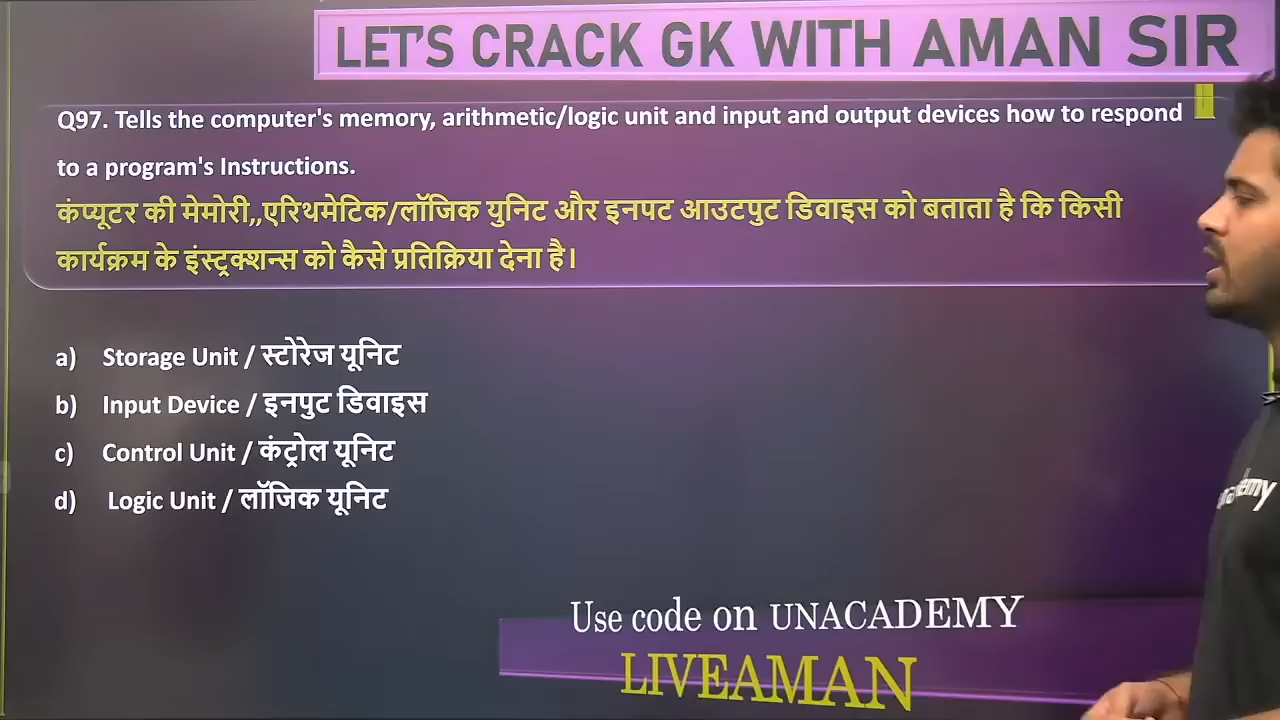 LET'S CRACK GK WITH AMAN SIR
Q97. Tells the computer's memory, arithmetic/logic unit and input and output devices how to respond
to a program's Instructions.
कंप्यूटर की मेमोरी,,एरिथमेटिक/लॉजिक युनिट और इनपट आउटपुट डिवाइस को बताता है कि किसी
कार्यक्रम के इंस्ट्रक्शन्स को कैसे प्रतिक्रिया देना है।
a) Storage Unit / स्टोरेज यूनिट
b) Input Device / इनपुट डिवाइस
c) Control Unit / कंट्रोल यूनिट
d) Logic Unit / लॉजिक यूनिट
Use code on UNACADEMY
LIVEAMAN